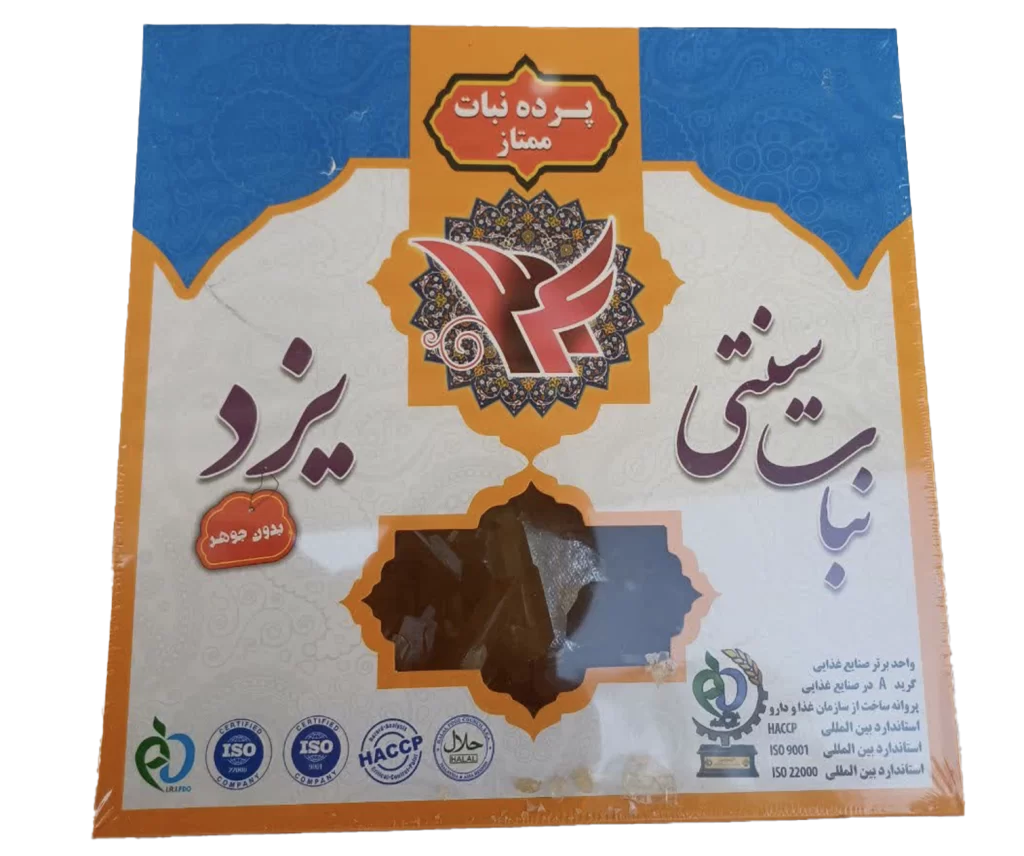 پرده نبات
ممتاز
نبات سنتی
یزد
بدون جوهر
واحد برتر صنایع غذایی
گرید A در صنایع غذایی
پروانه ساخت از سازمان غذا و دارو
استاندارد بین المللی HACCP
استاندارد بین المللی ISO 9001
استاندارد بین المللی ISO 22000
CERTIFIED
ISO
22000
COMPANY
CERTIFIED
ISO
9001
COMPANY
HACCP
حلال
HALAL